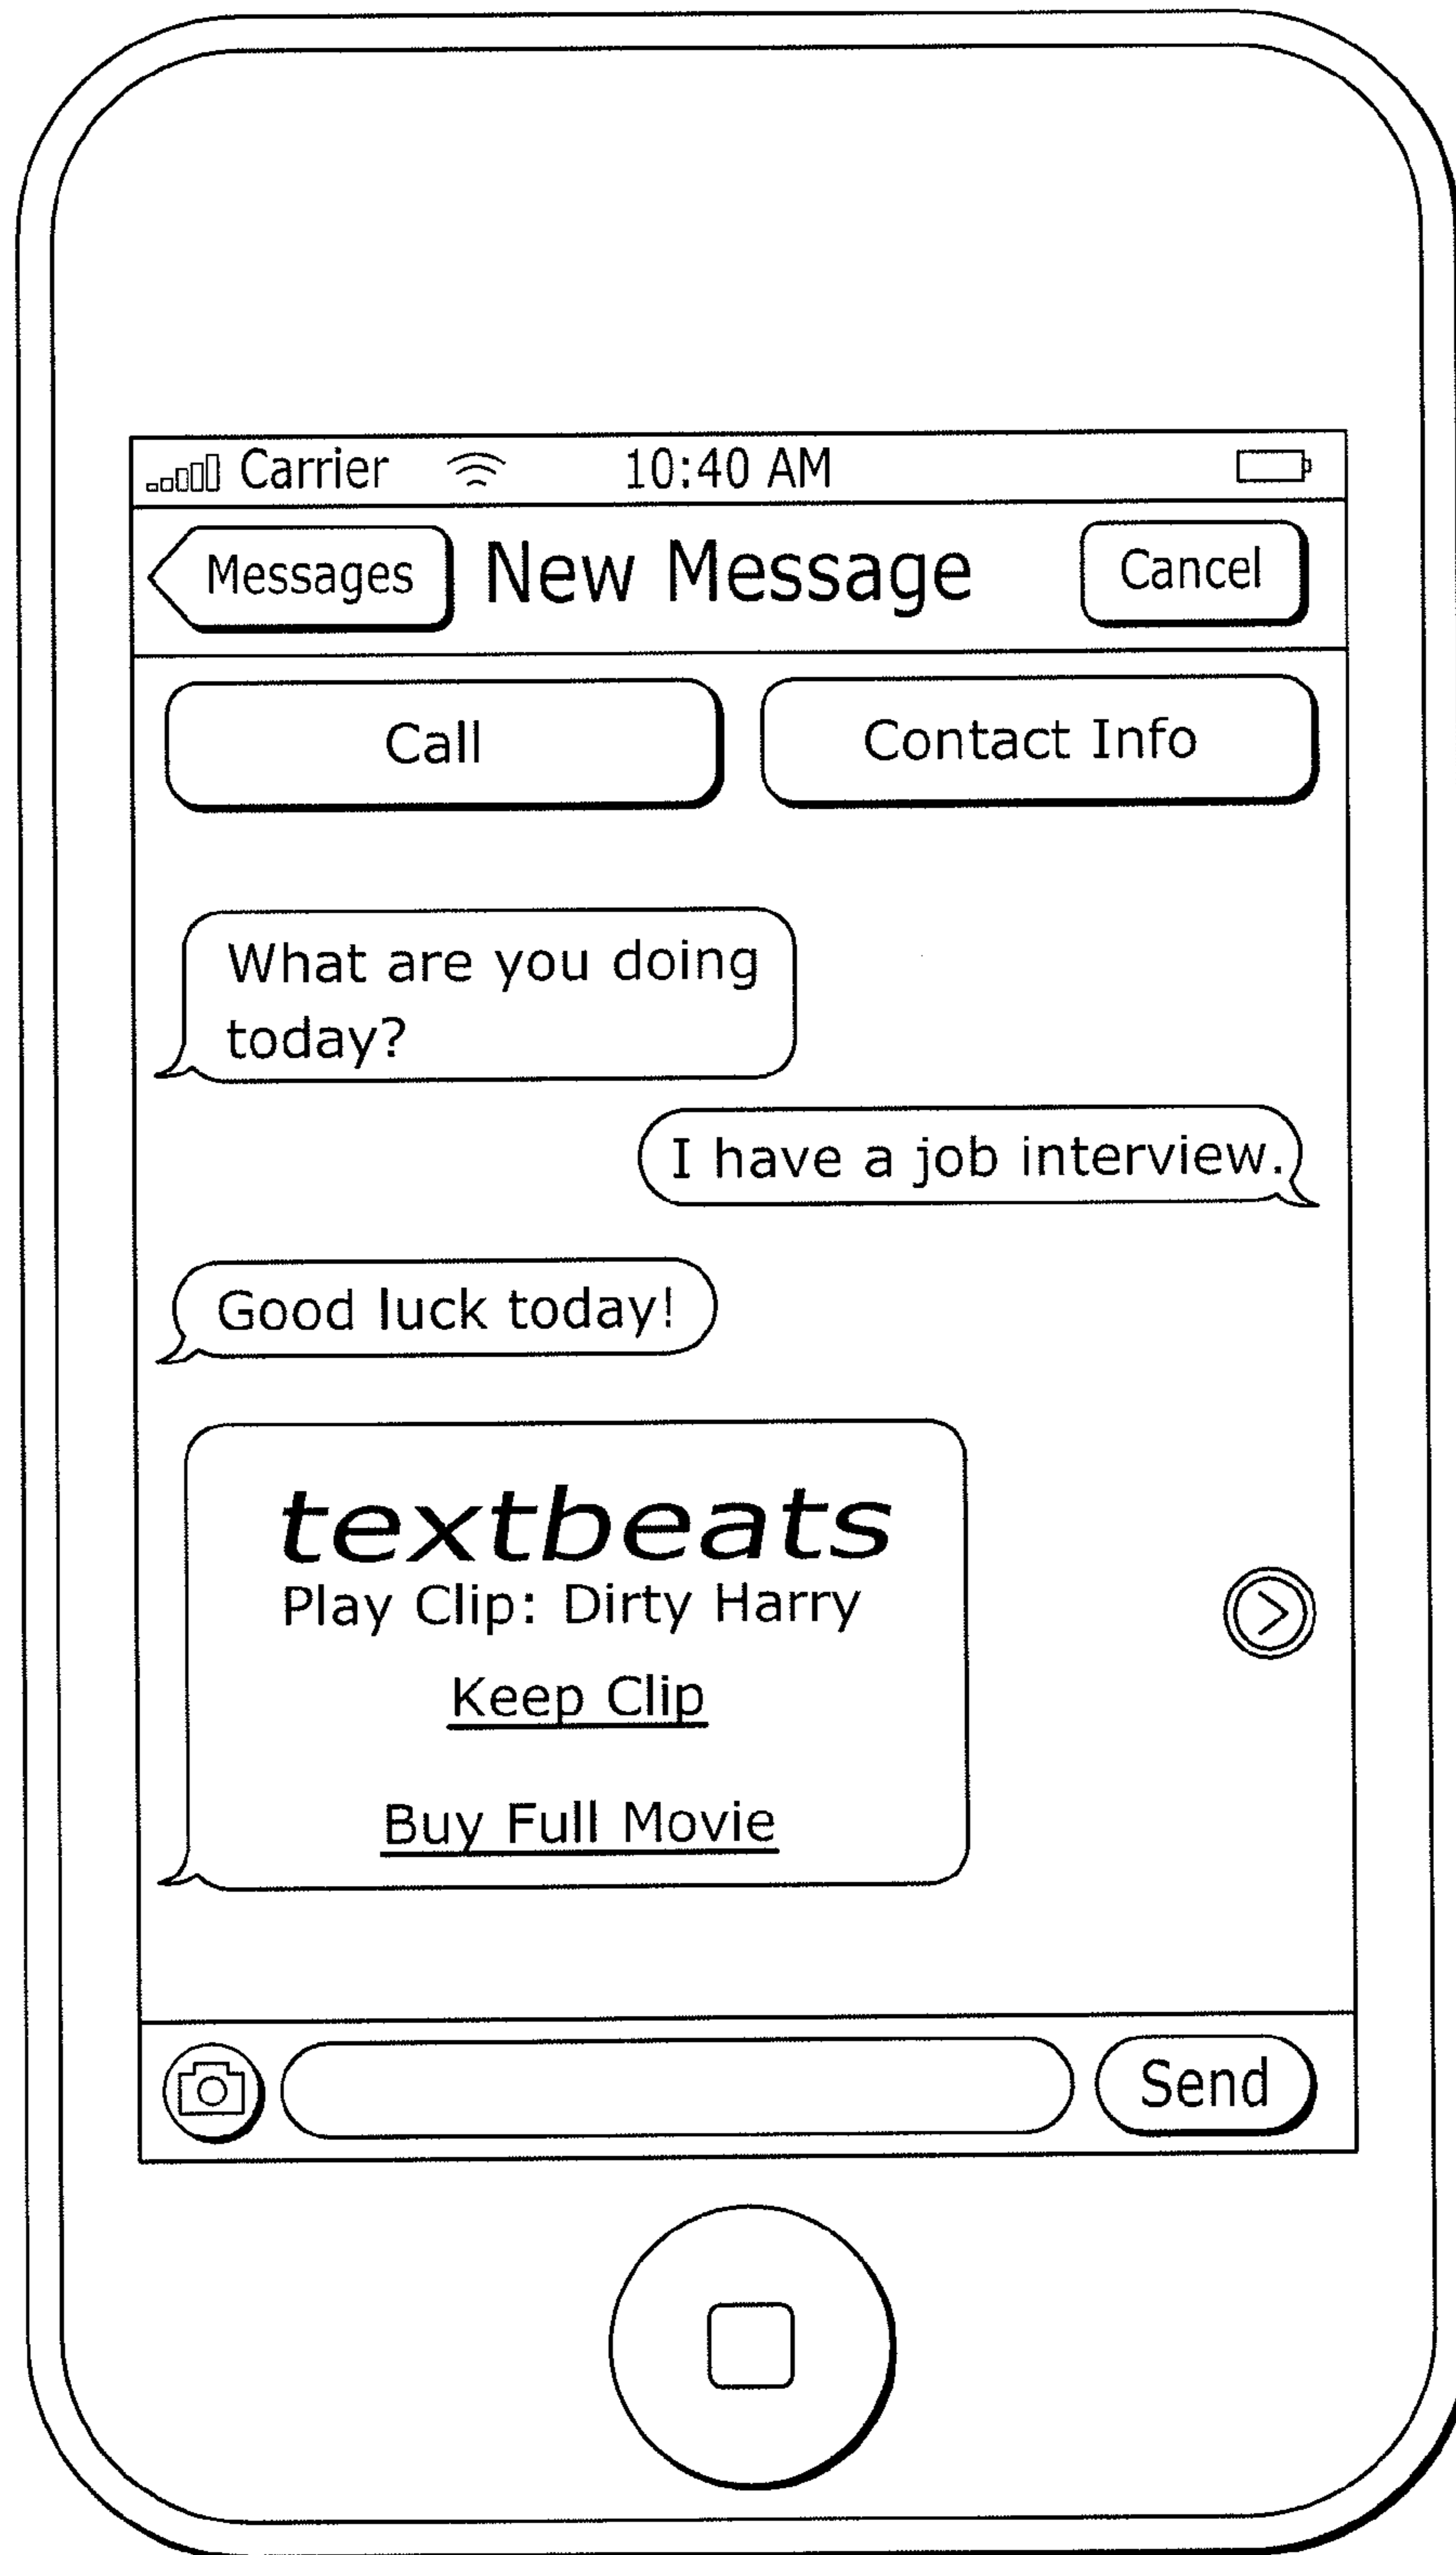 Carrier 10:40 AM
Messages New Message Cancel
Call Contact Info
What are you doing
today?
I have a job interview.
Good luck today!
textbeats
Play Clip: Dirty Harry
Keep Clip
Buy Full Movie
Send